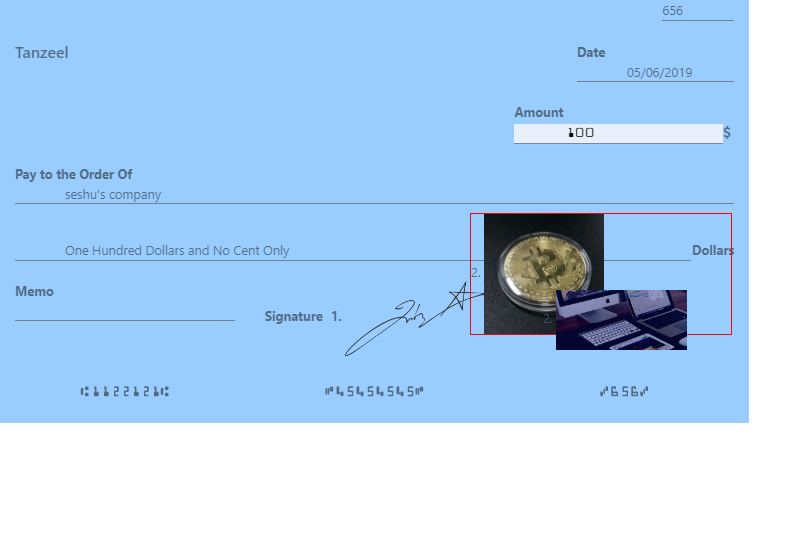 656
Tanzeel
Date
05/06/2019
Amount
100 $
Pay to the Order Of
seshu's company
One Hundred Dollars and No Cent Only Dollars
2.
Memo
Signature 1.
2.
⑆11221212⑆ ⑈45454545⑈ ⑇656⑇